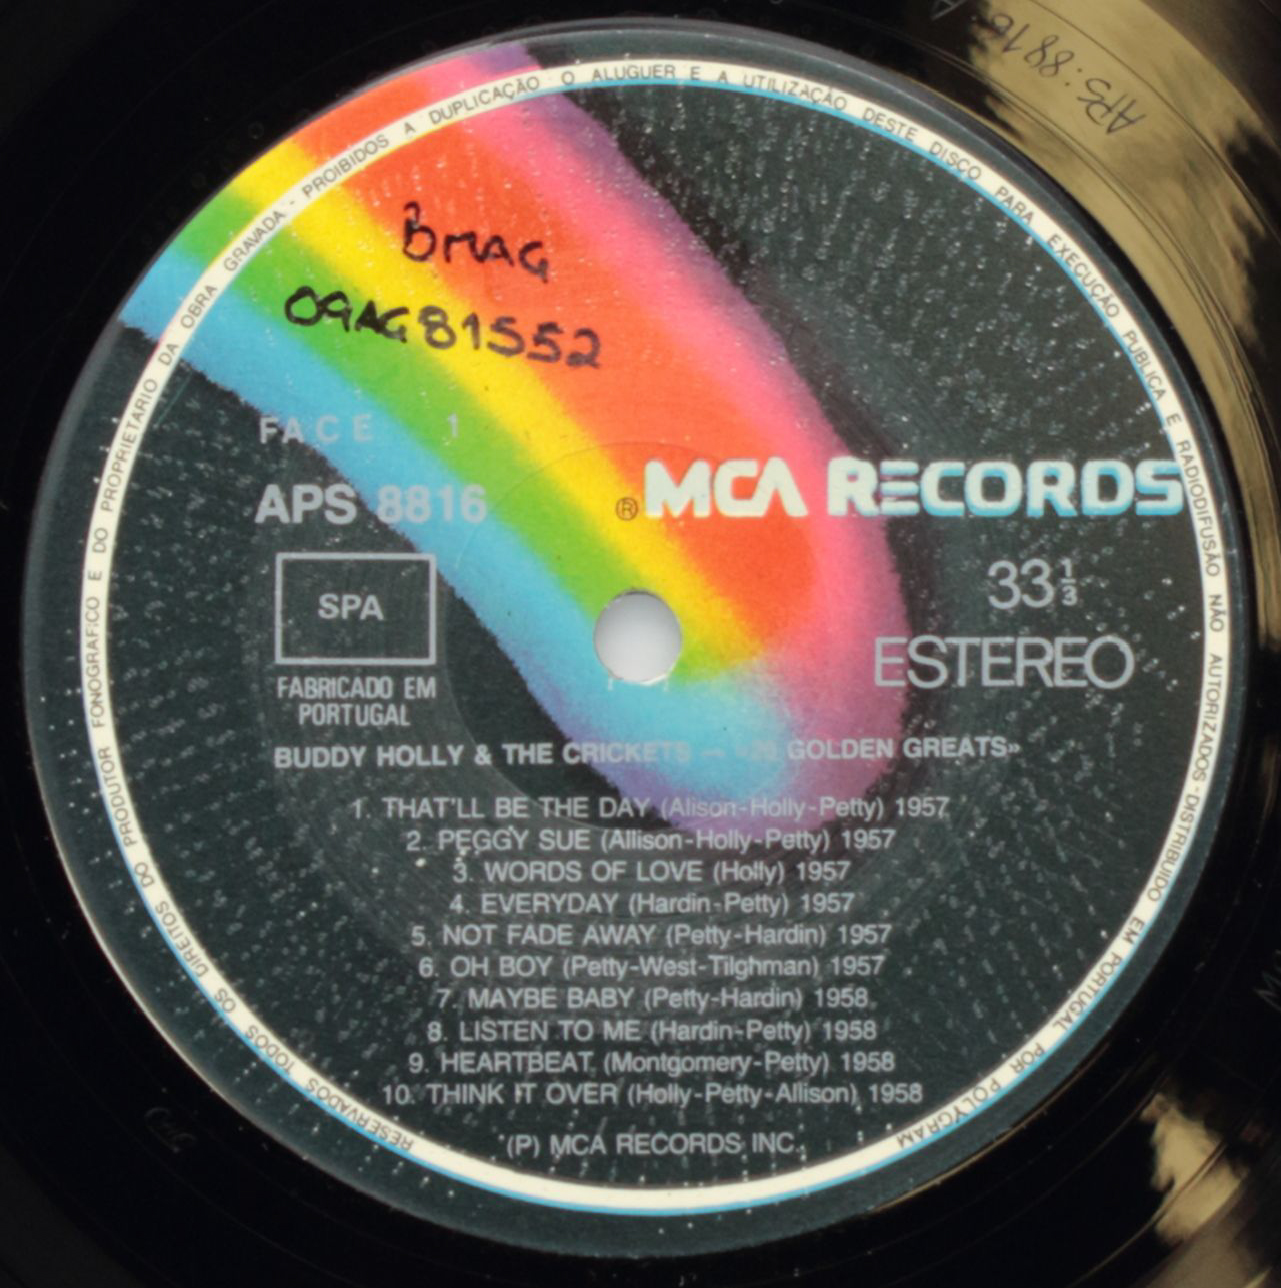 RESERVADOS TODOS OS DIREITOS DO PRODUTOR FONOGRAFICO E DO PROPRIETARIO DA OBRA GRAVADA - PROIBIDOS A DUPLICAÇÃO O ALUGUER E A UTILIZAÇÃO DESTE DISCO PARA EXECUÇÃO PUBLICA E RADIODIFUSÃO NÃO AUTORIZADOS - DISTRIBUIDO EM PORTUGAL POR POLYGRAM
APS:8816 A
BMAG
09AG81552
FACE 1
APS 8816
® MCA RECORDS
SPA
33⅓
ESTEREO
FABRICADO EM
PORTUGAL
BUDDY HOLLY & THE CRICKETS — «20 GOLDEN GREATS»
1. THAT'LL BE THE DAY (Alison-Holly-Petty) 1957
2. PEGGY SUE (Allison-Holly-Petty) 1957
3. WORDS OF LOVE (Holly) 1957
4. EVERYDAY (Hardin-Petty) 1957
5. NOT FADE AWAY (Petty-Hardin) 1957
6. OH BOY (Petty-West-Tilghman) 1957
7. MAYBE BABY (Petty-Hardin) 1958
8. LISTEN TO ME (Hardin-Petty) 1958
9. HEARTBEAT (Montgomery-Petty) 1958
10. THINK IT OVER (Holly-Petty-Allison) 1958
(P) MCA RECORDS INC.